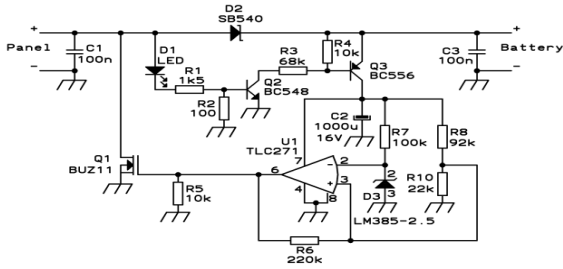 D2
SB540
+
+
Panel
C1
100n
D1
LED
R3
68k
R4
10k
Q3
BC556
C3
100n
Battery
–
–
R1
1k5
Q2
BC548
R2
100
C2
1000u
16V
U1
TLC271
R7
100k
R8
92k
Q1
BUZ11
7
6
2
–
+
3
4
8
2
D3
3
R10
22k
R5
10k
LM385-2.5
R6
220k